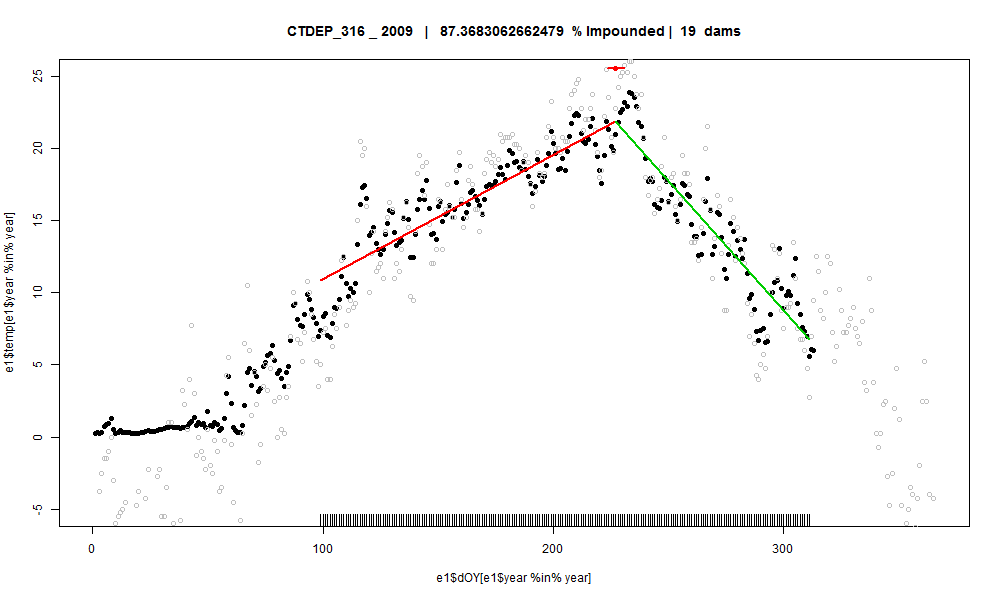 CTDEP_316 _ 2009 | 87.3683062662479 % Impounded | 19 dams
25
20
15
10
5
0
-5
e1$temp[e1$year %in% year]
0 100 200 300
e1$dOY[e1$year %in% year]